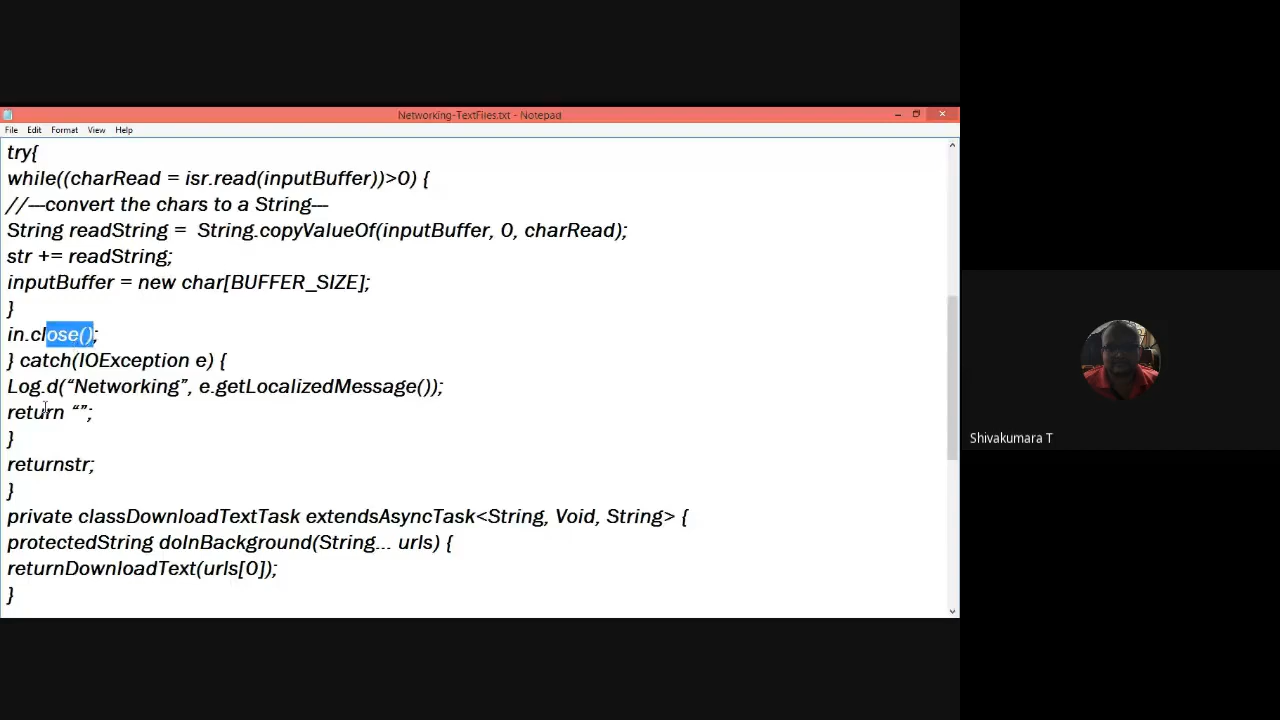 Networking-TextFiles.txt - Notepad
File Edit Format View Help
try{
while((charRead = isr.read(inputBuffer))>0) {
//---convert the chars to a String---
String readString =  String.copyValueOf(inputBuffer, 0, charRead);
str += readString;
inputBuffer = new char[BUFFER_SIZE];
}
in.close();
} catch(IOException e) {
Log.d(“Networking”, e.getLocalizedMessage());
return “”;
}
returnstr;
}
private classDownloadTextTask extendsAsyncTask<String, Void, String> {
protectedString doInBackground(String... urls) {
returnDownloadText(urls[0]);
}
Shivakumara T